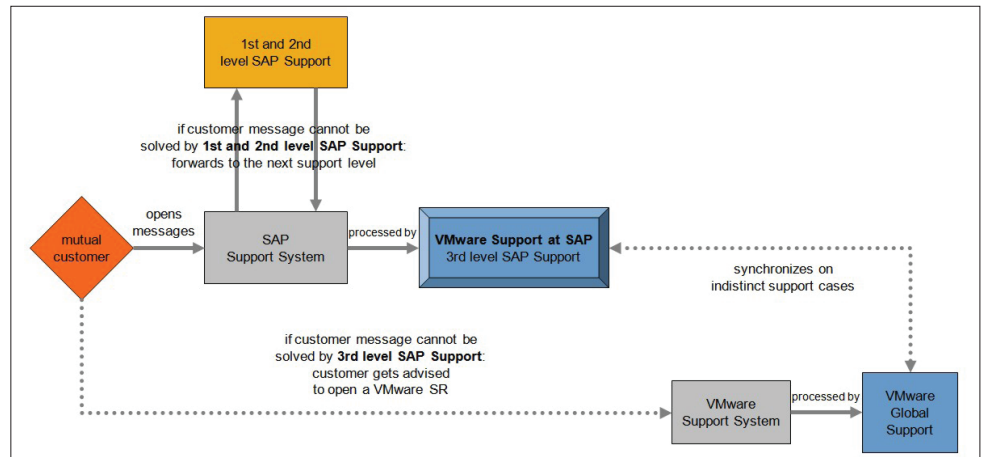 1st and 2nd
level SAP Support
if customer message cannot be
solved by 1st and 2nd level SAP Support:
forwards to the next support level
mutual
customer
opens
messages
SAP
Support System
processed by
VMware Support at SAP
3rd level SAP Support
synchronizes on
indistinct support cases
if customer message cannot be
solved by 3rd level SAP Support:
customer gets advised
to open a VMware SR
VMware
Support System
processed by
VMware
Global
Support